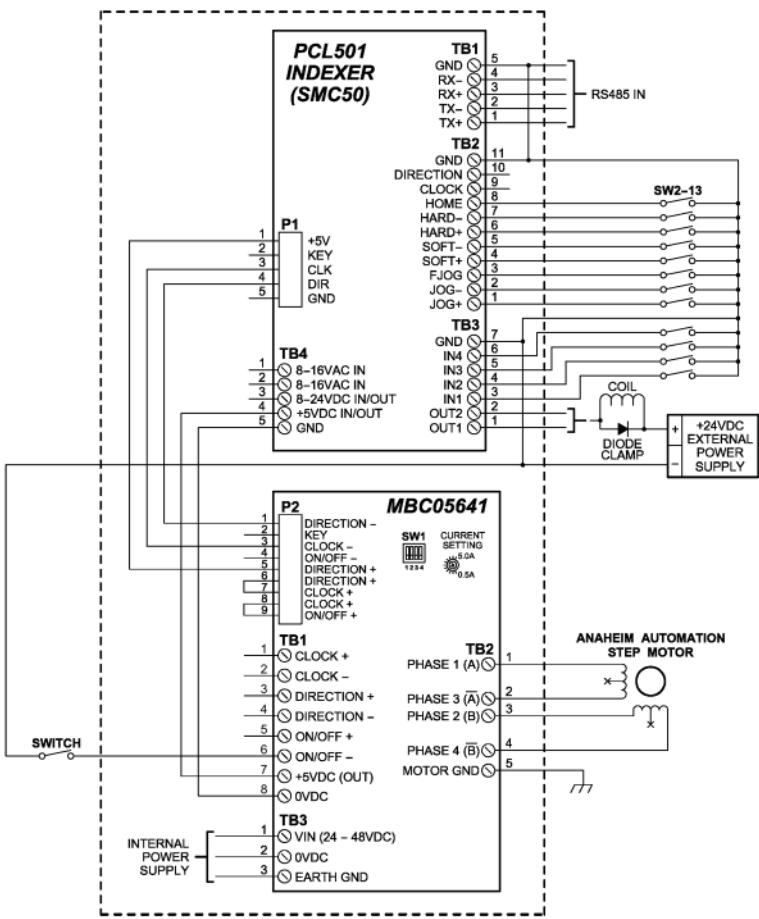 PCL501
INDEXER
(SMC50)
TB1
GND 5
RX– 4
RX+ 3
TX– 2
TX+ 1
RS485 IN
TB2
GND 11
DIRECTION 10
CLOCK 9
HOME 8
HARD– 7
HARD+ 6
SOFT– 5
SOFT+ 4
FJOG 3
JOG– 2
JOG+ 1
SW2–13
P1
1 +5V
2 KEY
3 CLK
4 DIR
5 GND
TB3
GND 7
IN4 6
IN3 5
IN2 4
IN1 3
OUT2 2
OUT1 1
TB4
1 8–16VAC IN
2 8–16VAC IN
3 8–24VDC IN/OUT
4 +5VDC IN/OUT
5 GND
COIL
DIODE
CLAMP
+
–
+24VDC
EXTERNAL
POWER
SUPPLY
MBC05641
P2
1 DIRECTION –
2 KEY
3 CLOCK –
4 ON/OFF –
5 DIRECTION +
6 DIRECTION +
7 CLOCK +
8 CLOCK +
9 ON/OFF +
SW1
1 2 3 4
CURRENT
SETTING
5.0A
0.5A
TB1
1 CLOCK +
2 CLOCK –
3 DIRECTION +
4 DIRECTION –
5 ON/OFF +
6 ON/OFF –
7 +5VDC (OUT)
8 0VDC
TB2
PHASE 1 (A) 1
PHASE 3 (A̅) 2
PHASE 2 (B) 3
PHASE 4 (B̅) 4
MOTOR GND 5
ANAHEIM AUTOMATION
STEP MOTOR
SWITCH
TB3
1 VIN (24 – 48VDC)
2 0VDC
3 EARTH GND
INTERNAL
POWER
SUPPLY